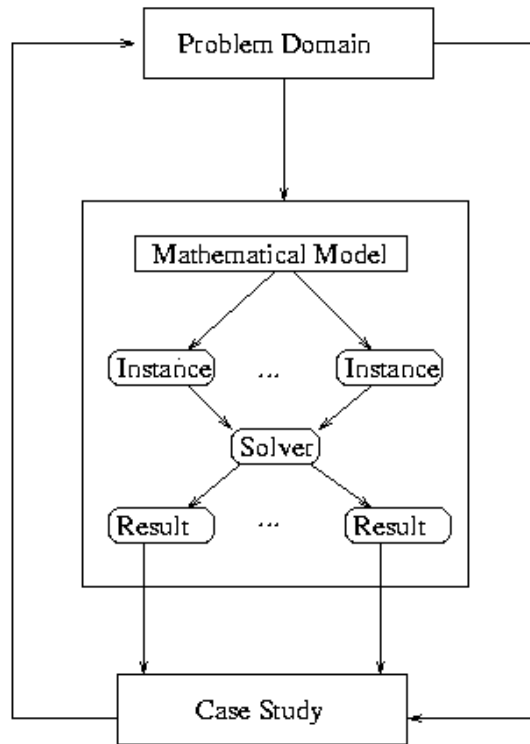 Problem Domain
Mathematical Model
Instance ... Instance
Solver
Result ... Result
Case Study